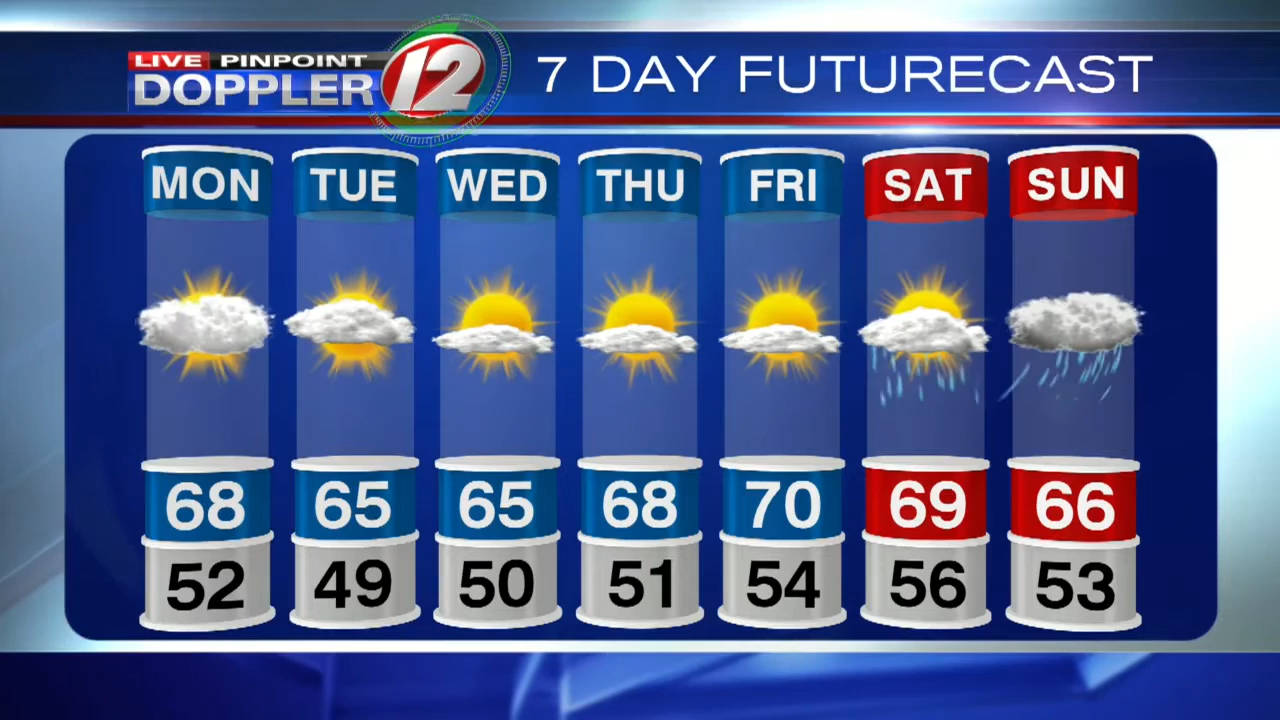 LIVE PINPOINT
DOPPLER 12
7 DAY FUTURECAST
MON TUE WED THU FRI SAT SUN
68 65 65 68 70 69 66
52 49 50 51 54 56 53